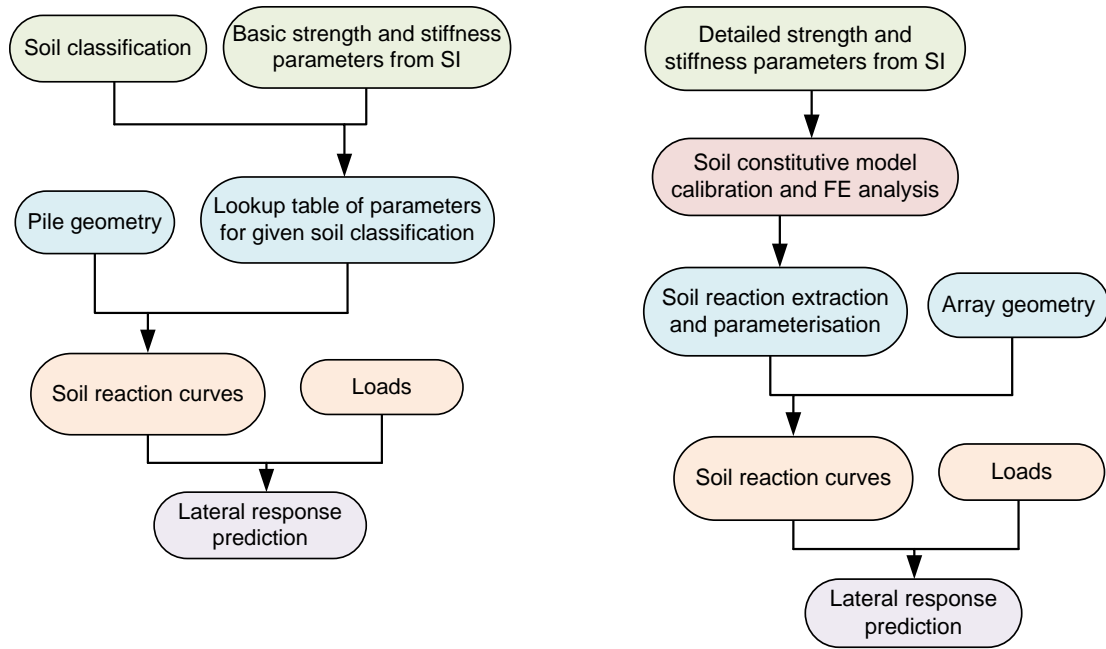 Soil classification
Basic strength and stiffness
parameters from SI
Pile geometry
Lookup table of parameters
for given soil classification
Soil reaction curves
Loads
Lateral response
prediction
Detailed strength and
stiffness parameters from SI
Soil constitutive model
calibration and FE analysis
Soil reaction extraction
and parameterisation
Array geometry
Soil reaction curves
Loads
Lateral response
prediction